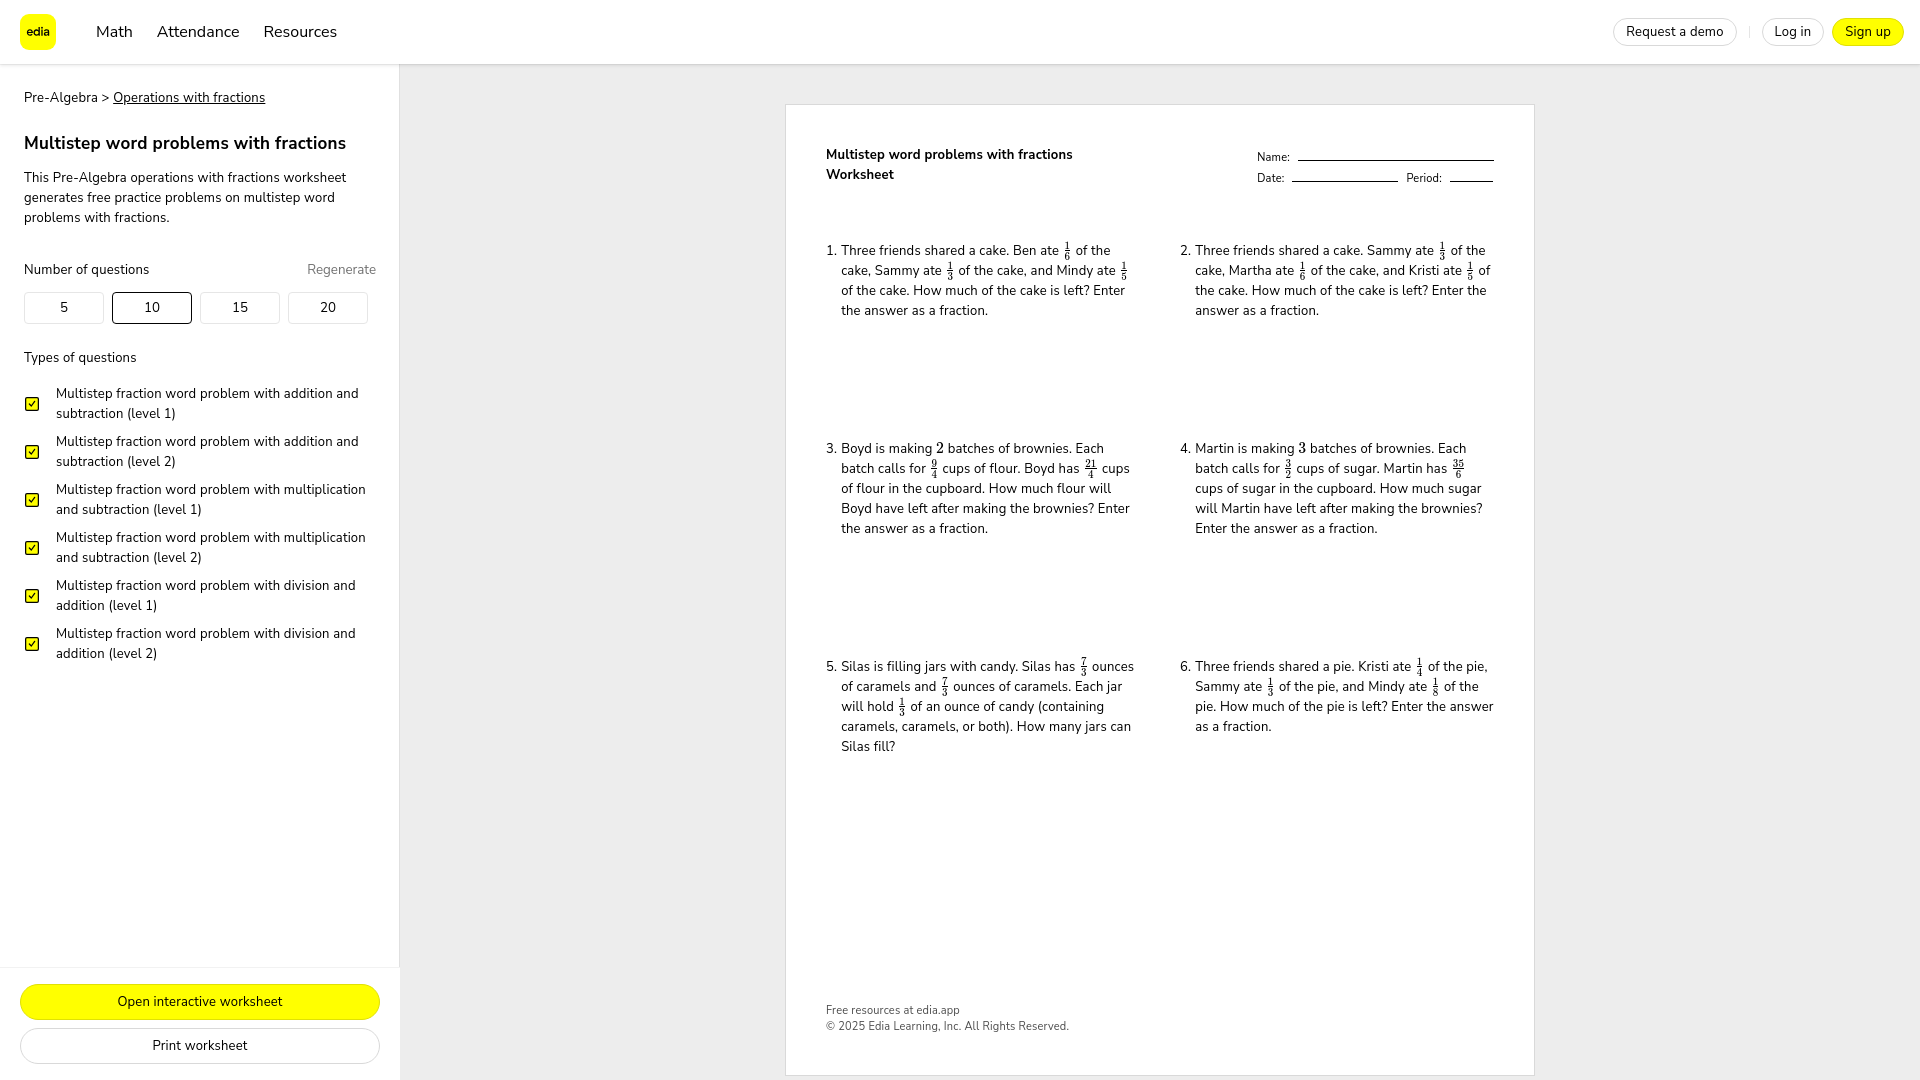 edia
Math
Attendance
Resources
Request a demo
Log in
Sign up
Pre-Algebra > Operations with fractions
Multistep word problems with fractions
This Pre-Algebra operations with fractions worksheet
generates free practice problems on multistep word
problems with fractions.
Number of questions
Regenerate
5
10
15
20
Types of questions
Multistep fraction word problem with addition and
subtraction (level 1)
Multistep fraction word problem with addition and
subtraction (level 2)
Multistep fraction word problem with multiplication
and subtraction (level 1)
Multistep fraction word problem with multiplication
and subtraction (level 2)
Multistep fraction word problem with division and
addition (level 1)
Multistep fraction word problem with division and
addition (level 2)
Open interactive worksheet
Print worksheet
Multistep word problems with fractions
Worksheet
Name:
Date:
Period:
1. Three friends shared a cake. Ben ate 1/6 of the
cake, Sammy ate 1/3 of the cake, and Mindy ate 1/5
of the cake. How much of the cake is left? Enter
the answer as a fraction.
2. Three friends shared a cake. Sammy ate 1/3 of the
cake, Martha ate 1/6 of the cake, and Kristi ate 1/5 of
the cake. How much of the cake is left? Enter the
answer as a fraction.
3. Boyd is making 2 batches of brownies. Each
batch calls for 9/4 cups of flour. Boyd has 21/4 cups
of flour in the cupboard. How much flour will
Boyd have left after making the brownies? Enter
the answer as a fraction.
4. Martin is making 3 batches of brownies. Each
batch calls for 3/2 cups of sugar. Martin has 35/6
cups of sugar in the cupboard. How much sugar
will Martin have left after making the brownies?
Enter the answer as a fraction.
5. Silas is filling jars with candy. Silas has 7/3 ounces
of caramels and 7/3 ounces of caramels. Each jar
will hold 1/3 of an ounce of candy (containing
caramels, caramels, or both). How many jars can
Silas fill?
6. Three friends shared a pie. Kristi ate 1/4 of the pie,
Sammy ate 1/3 of the pie, and Mindy ate 1/8 of the
pie. How much of the pie is left? Enter the answer
as a fraction.
Free resources at edia.app
© 2025 Edia Learning, Inc. All Rights Reserved.